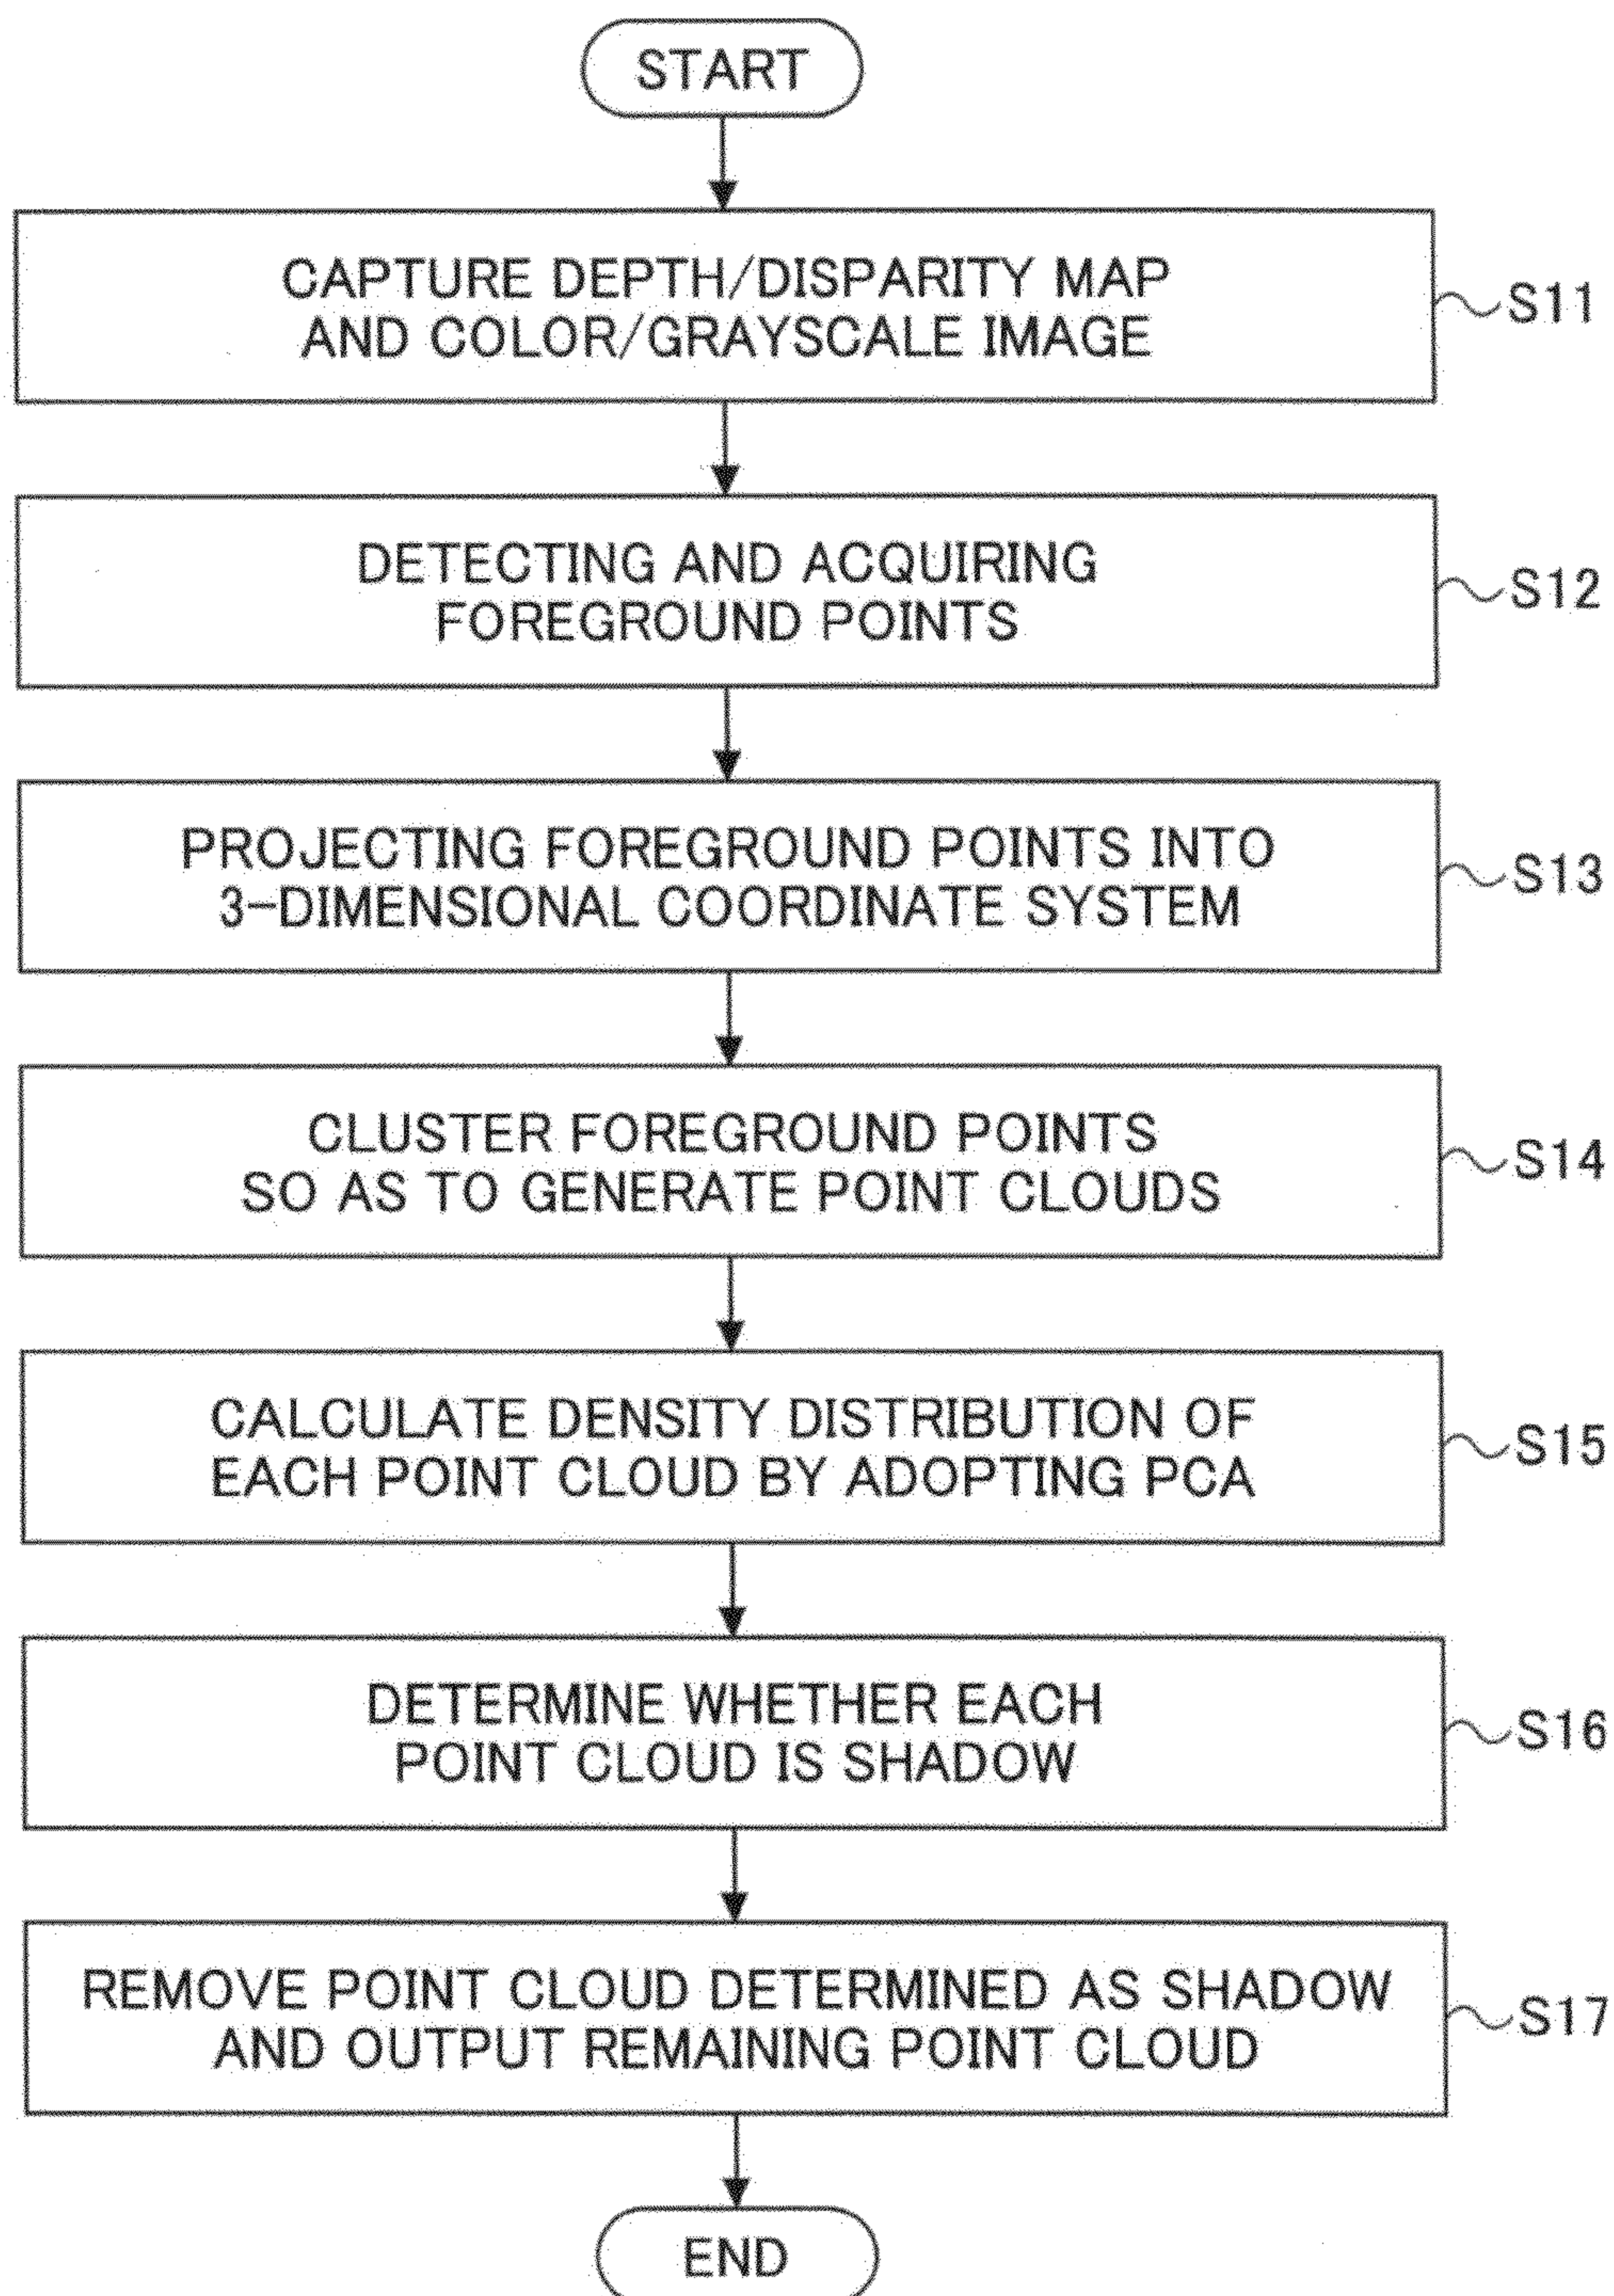 START
CAPTURE DEPTH/DISPARITY MAP
AND COLOR/GRAYSCALE IMAGE
S11
DETECTING AND ACQUIRING
FOREGROUND POINTS
S12
PROJECTING FOREGROUND POINTS INTO
3-DIMENSIONAL COORDINATE SYSTEM
S13
CLUSTER FOREGROUND POINTS
SO AS TO GENERATE POINT CLOUDS
S14
CALCULATE DENSITY DISTRIBUTION OF
EACH POINT CLOUD BY ADOPTING PCA
S15
DETERMINE WHETHER EACH
POINT CLOUD IS SHADOW
S16
REMOVE POINT CLOUD DETERMINED AS SHADOW
AND OUTPUT REMAINING POINT CLOUD
S17
END